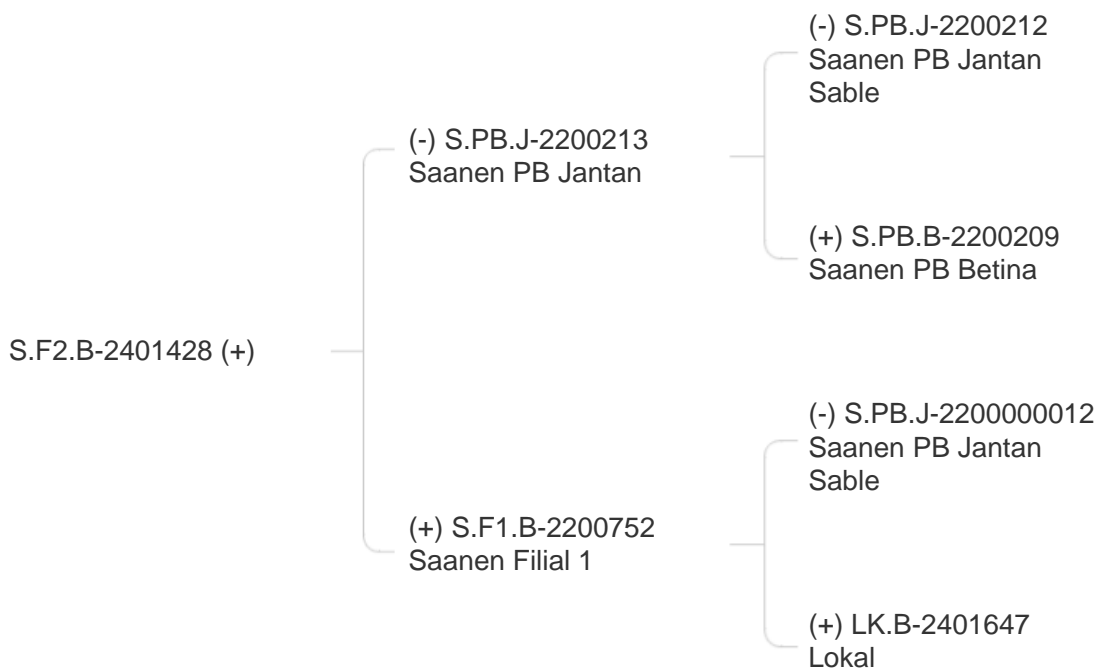 (-) S.PB.J-2200212
Saanen PB Jantan
Sable
(-) S.PB.J-2200213
Saanen PB Jantan
(+) S.PB.B-2200209
Saanen PB Betina
S.F2.B-2401428 (+)
(-) S.PB.J-2200000012
Saanen PB Jantan
Sable
(+) S.F1.B-2200752
Saanen Filial 1
(+) LK.B-2401647
Lokal